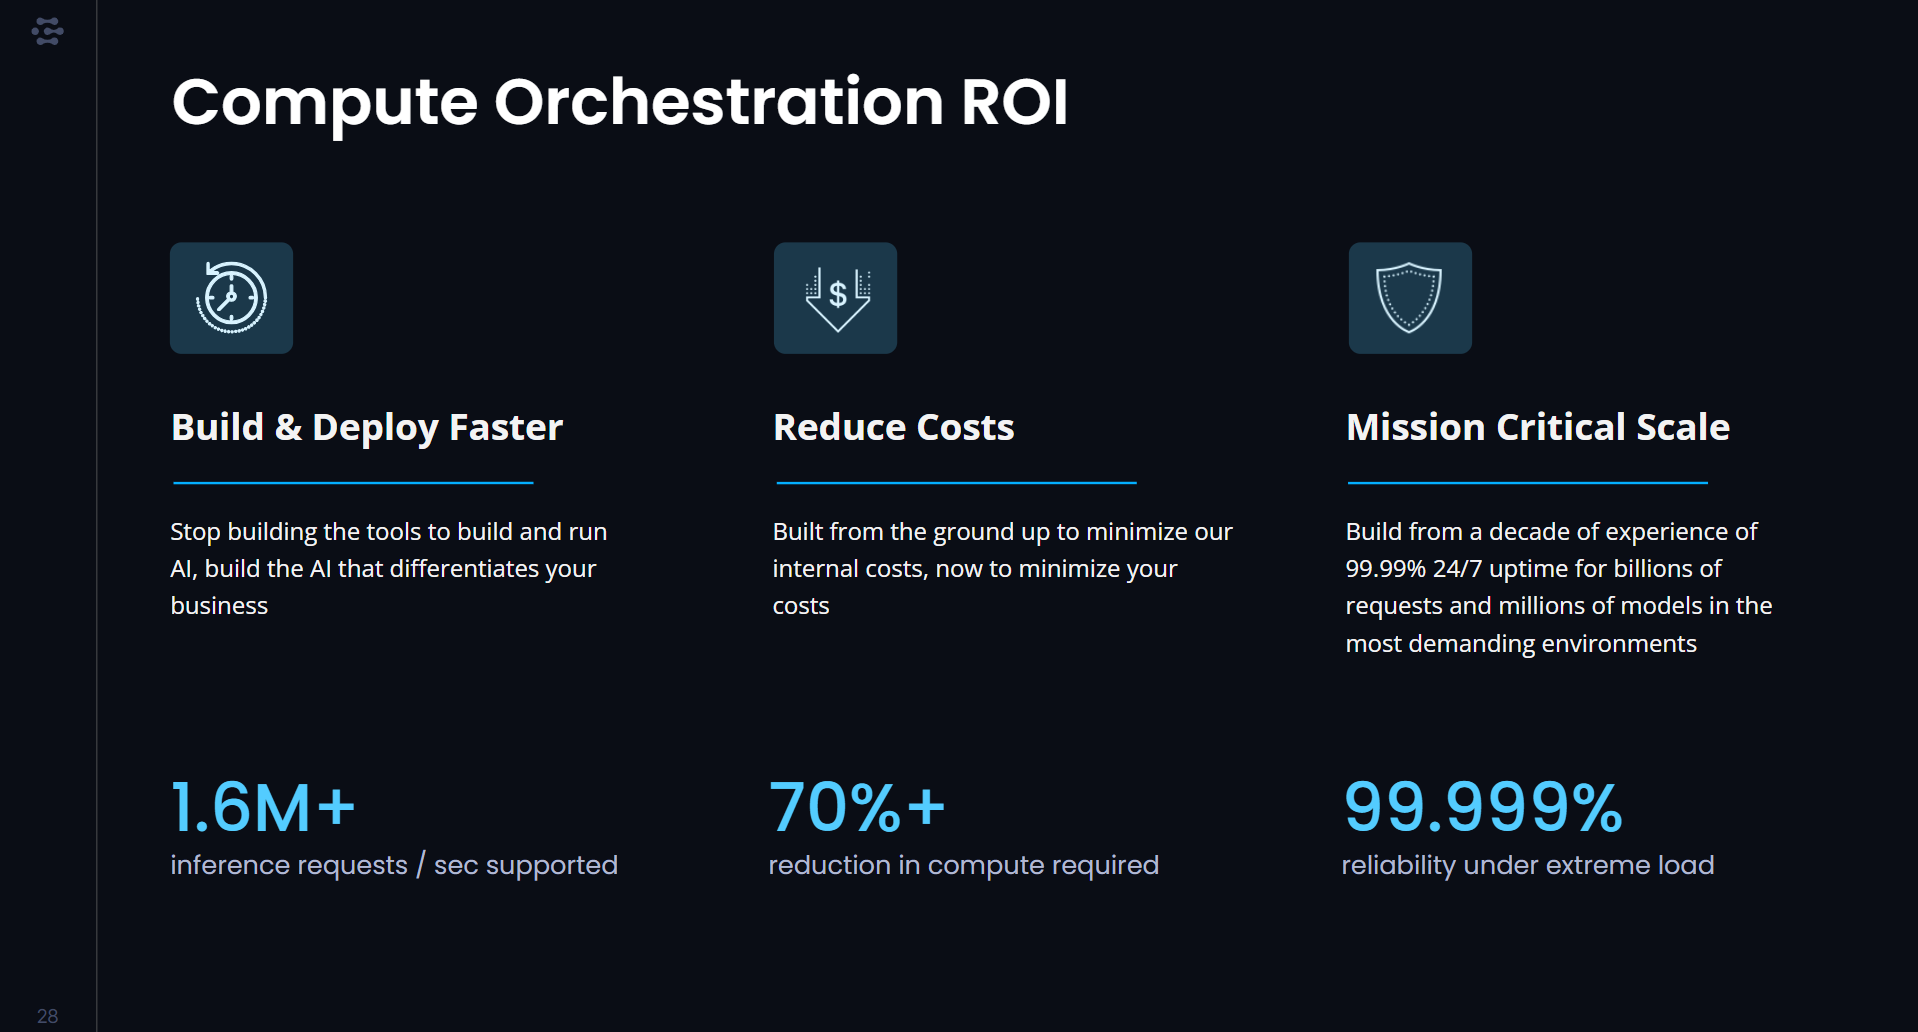 Compute Orchestration ROI
$
Build & Deploy Faster
Stop building the tools to build and run
AI, build the AI that differentiates your
business
1.6M+
inference requests / sec supported
Reduce Costs
Built from the ground up to minimize our
internal costs, now to minimize your
costs
70%+
reduction in compute required
Mission Critical Scale
Build from a decade of experience of
99.99% 24/7 uptime for billions of
requests and millions of models in the
most demanding environments
99.999%
reliability under extreme load
28